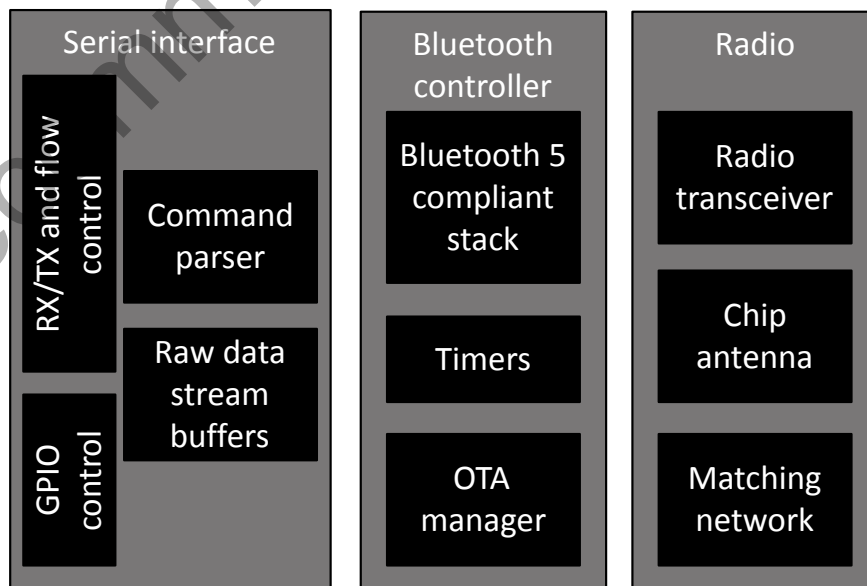 Serial interface
RX/TX and flow
control
Command
parser
Raw data
stream
buffers
GPIO
control
Bluetooth
controller
Bluetooth 5
compliant
stack
Timers
OTA
manager
Radio
Radio
transceiver
Chip
antenna
Matching
network